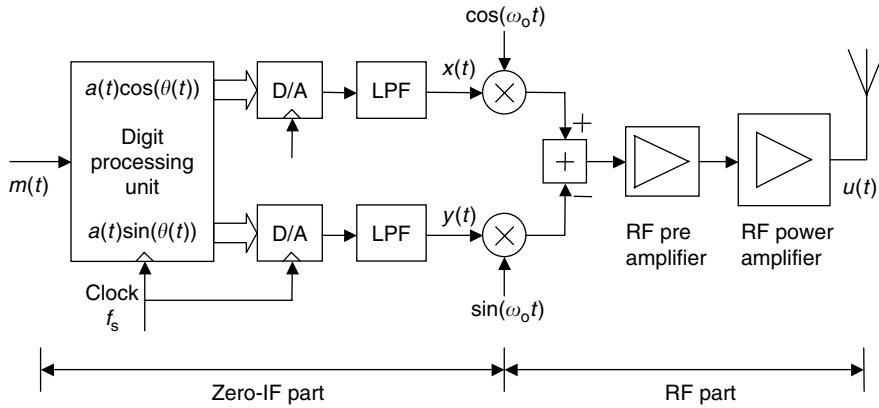 cos(ωₒt)
a(t)cos(θ(t))
D/A
LPF
x(t)
×
+
Digit
processing
unit
m(t)
+
u(t)
a(t)sin(θ(t))
D/A
LPF
y(t)
×
−
RF pre
amplifier
RF power
amplifier
Clock
fₛ
sin(ωₒt)
Zero-IF part
RF part